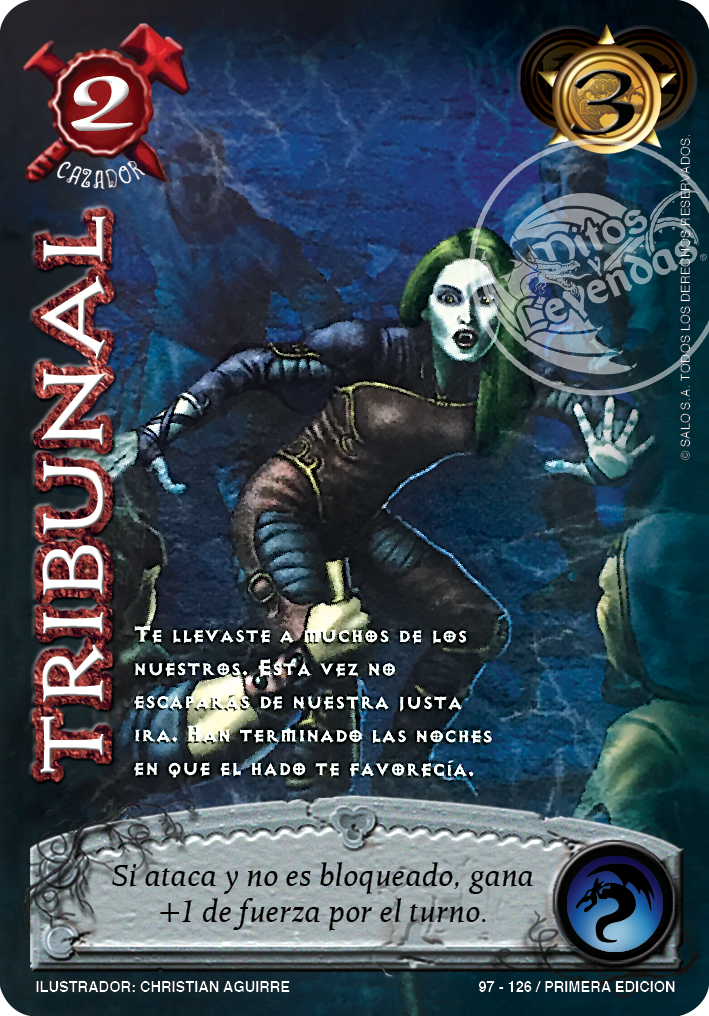 2
CAZADOR
3
TRIBUNAL
Mitos
y
Leyendas
®
© SALO S.A. TODOS LOS DERECHOS RESERVADOS.
Te llevaste a muchos de los
nuestros. Esta vez no
escaparás de nuestra justa
ira. Han terminado las noches
en que el hado te favorecía.
Si ataca y no es bloqueado, gana
+1 de fuerza por el turno.
ILUSTRADOR: CHRISTIAN AGUIRRE
97 - 126 / PRIMERA EDICION